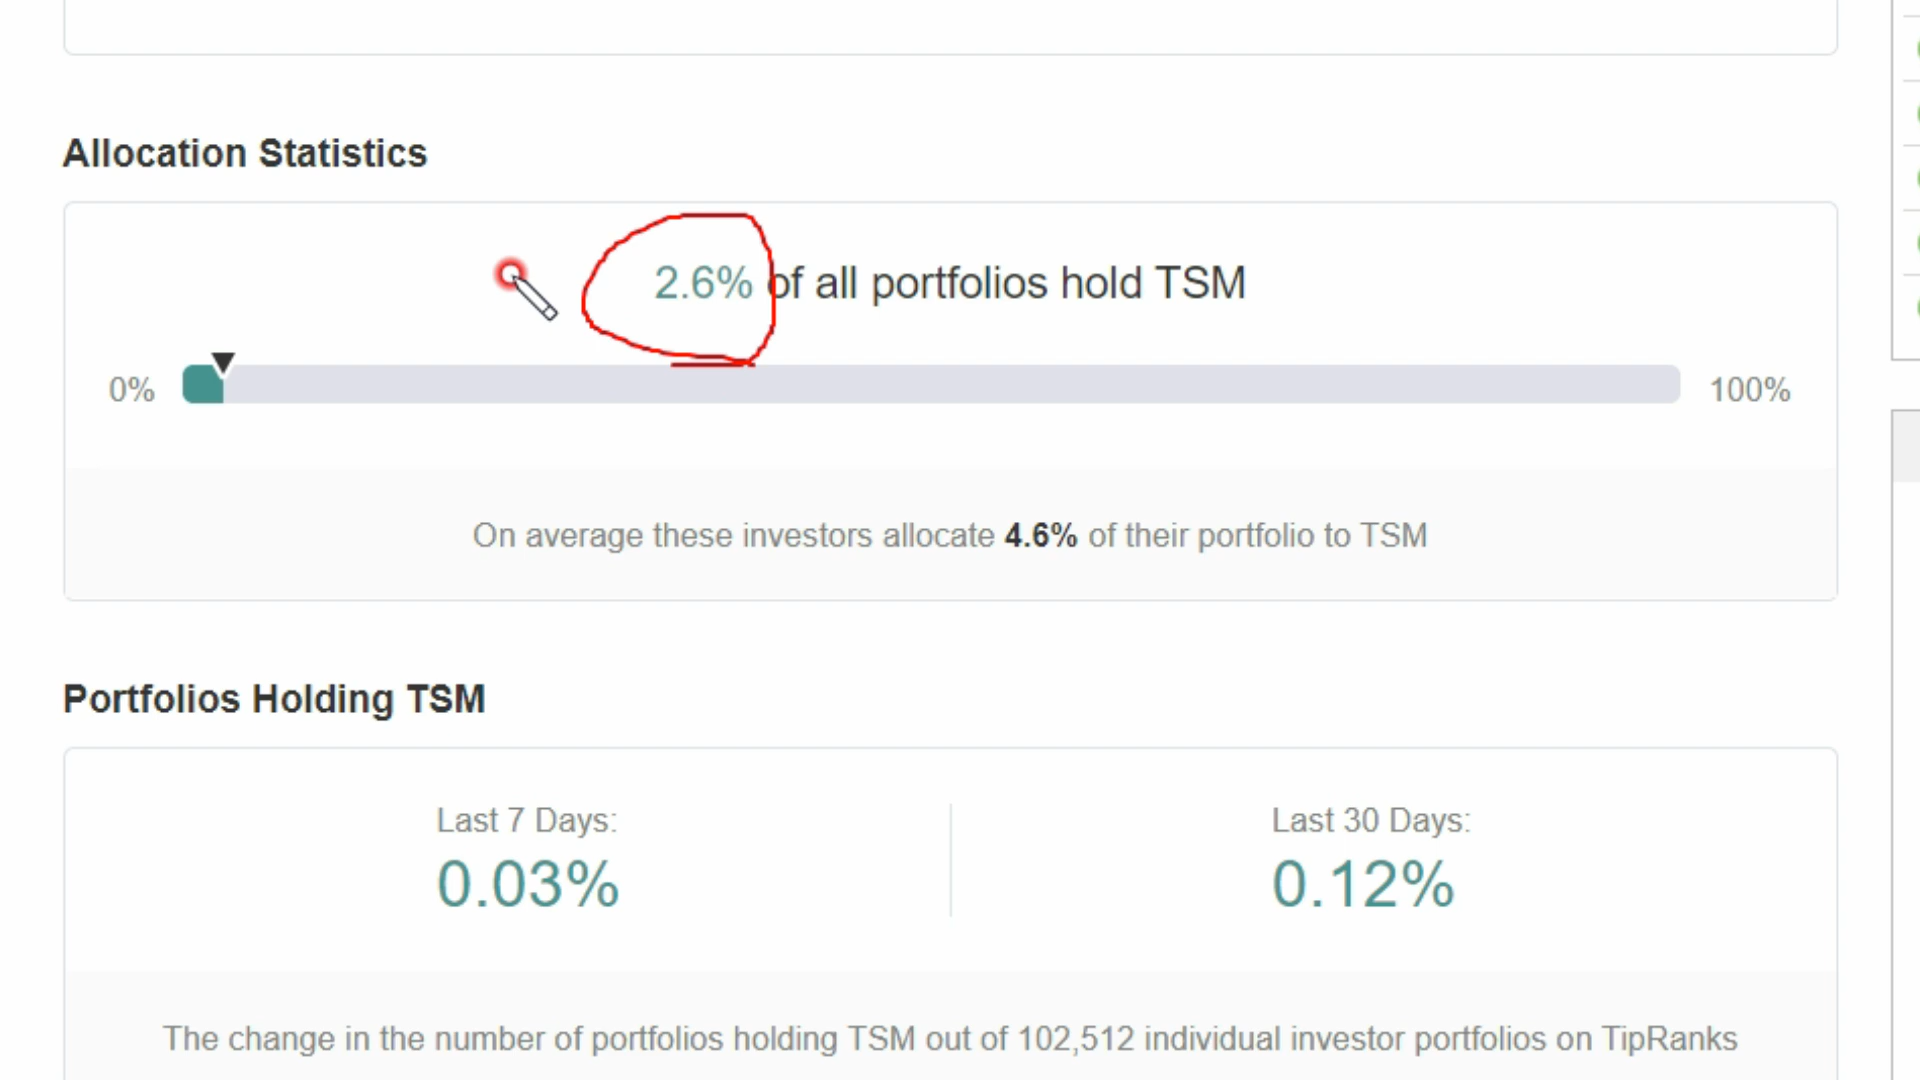 Allocation Statistics
2.6% of all portfolios hold TSM
0%
100%
On average these investors allocate 4.6% of their portfolio to TSM
Portfolios Holding TSM
Last 7 Days:
0.03%
Last 30 Days:
0.12%
The change in the number of portfolios holding TSM out of 102,512 individual investor portfolios on TipRanks